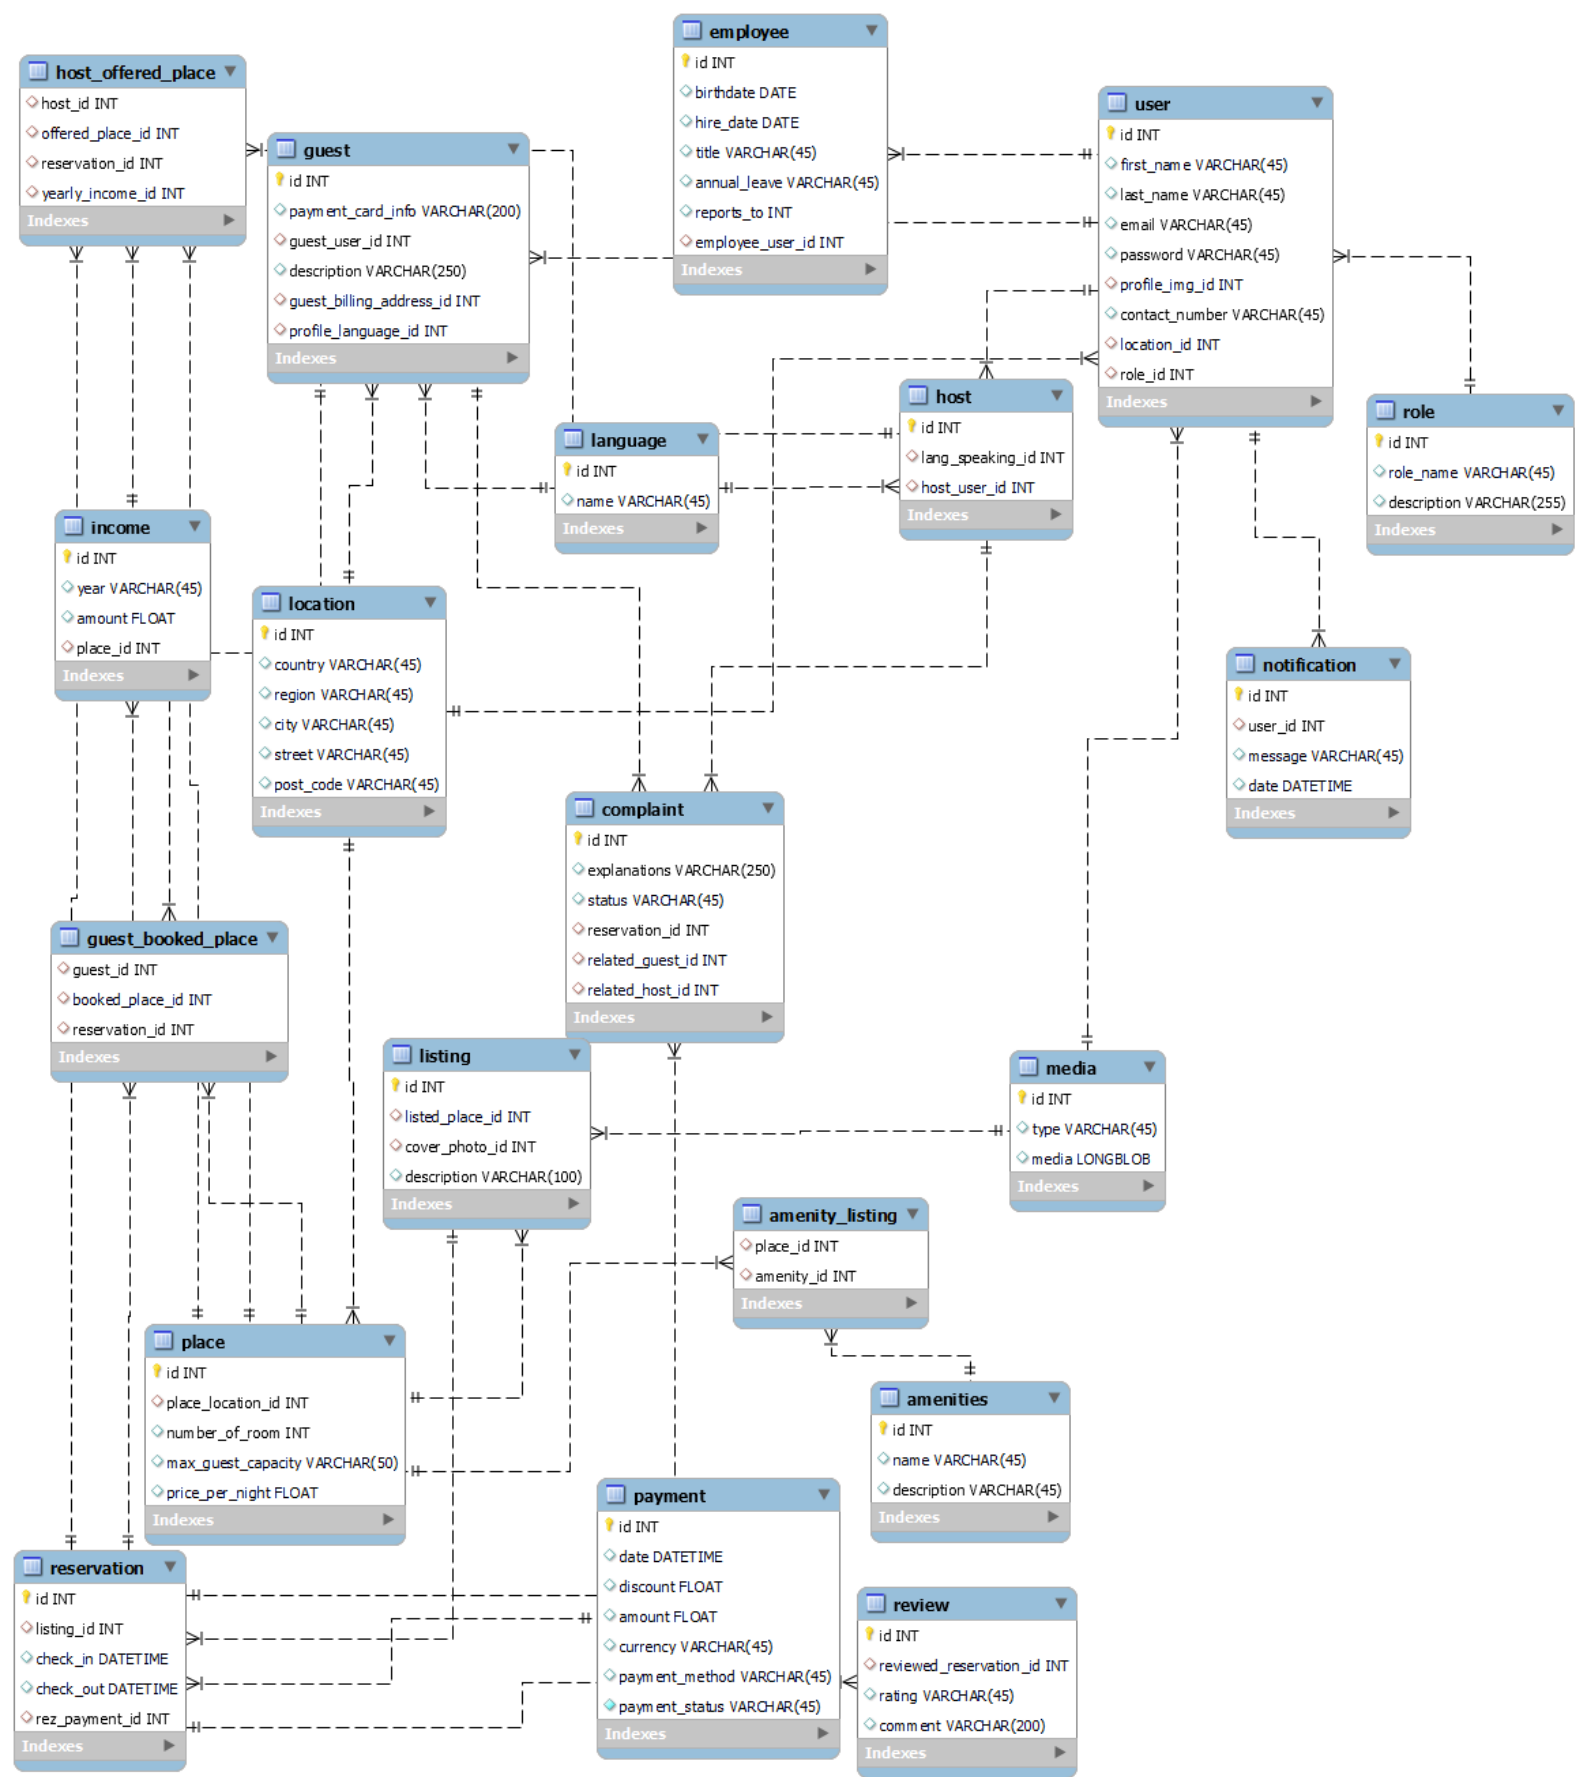 employee
id INT
birthdate DATE
hire_date DATE
title VARCHAR(45)
annual_leave VARCHAR(45)
reports_to INT
employee_user_id INT
Indexes
host_offered_place
host_id INT
offered_place_id INT
reservation_id INT
yearly_income_id INT
Indexes
user
id INT
first_name VARCHAR(45)
last_name VARCHAR(45)
email VARCHAR(45)
password VARCHAR(45)
profile_img_id INT
contact_number VARCHAR(45)
location_id INT
role_id INT
Indexes
guest
id INT
payment_card_info VARCHAR(200)
guest_user_id INT
description VARCHAR(250)
guest_billing_address_id INT
profile_language_id INT
Indexes
host
id INT
lang_speaking_id INT
host_user_id INT
Indexes
role
id INT
role_name VARCHAR(45)
description VARCHAR(255)
Indexes
language
id INT
name VARCHAR(45)
Indexes
income
id INT
year VARCHAR(45)
amount FLOAT
place_id INT
Indexes
location
id INT
country VARCHAR(45)
region VARCHAR(45)
city VARCHAR(45)
street VARCHAR(45)
post_code VARCHAR(45)
Indexes
notification
id INT
user_id INT
message VARCHAR(45)
date DATETIME
Indexes
complaint
id INT
explanations VARCHAR(250)
status VARCHAR(45)
reservation_id INT
related_guest_id INT
related_host_id INT
Indexes
guest_booked_place
guest_id INT
booked_place_id INT
reservation_id INT
Indexes
listing
id INT
listed_place_id INT
cover_photo_id INT
description VARCHAR(100)
Indexes
media
id INT
type VARCHAR(45)
media LONGBLOB
Indexes
amenity_listing
place_id INT
amenity_id INT
Indexes
place
id INT
place_location_id INT
number_of_room INT
max_guest_capacity VARCHAR(50)
price_per_night FLOAT
Indexes
amenities
id INT
name VARCHAR(45)
description VARCHAR(45)
Indexes
payment
id INT
date DATETIME
discount FLOAT
amount FLOAT
currency VARCHAR(45)
payment_method VARCHAR(45)
payment_status VARCHAR(45)
Indexes
reservation
id INT
listing_id INT
check_in DATETIME
check_out DATETIME
rez_payment_id INT
Indexes
review
id INT
reviewed_reservation_id INT
rating VARCHAR(45)
comment VARCHAR(200)
Indexes